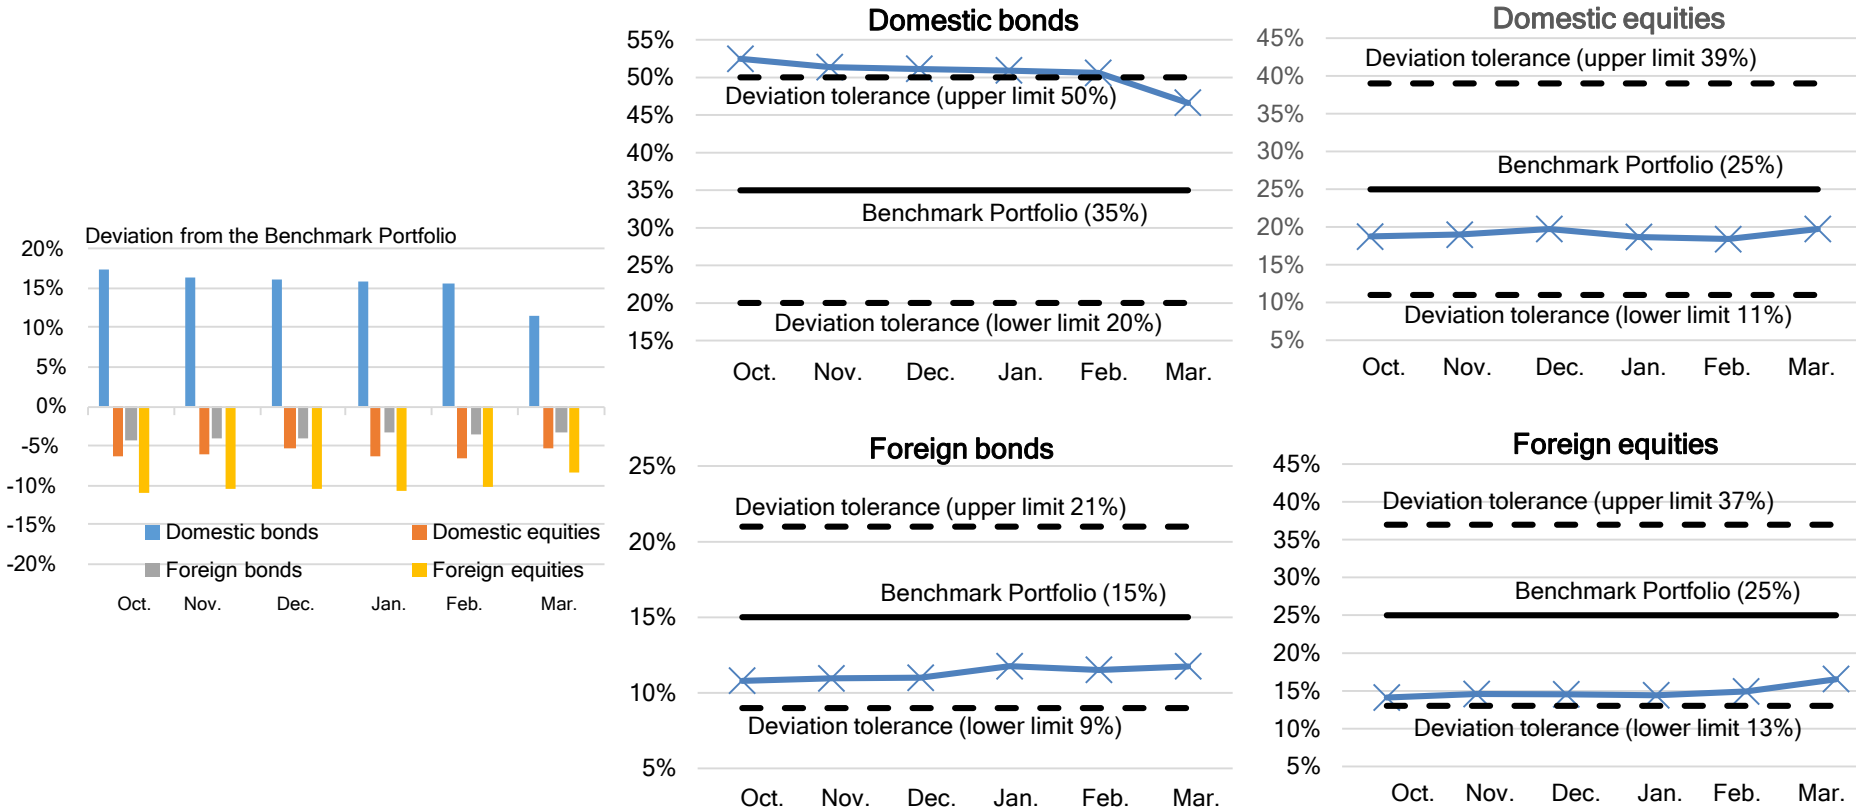 Deviation from the Benchmark Portfolio
20%
15%
10%
5%
0%
-5%
-10%
-15%
-20%
Domestic bonds
Domestic equities
Foreign bonds
Foreign equities
Oct. Nov. Dec. Jan. Feb. Mar.
Domestic bonds
55%
50%
45%
40%
35%
30%
25%
20%
15%
Deviation tolerance (upper limit 50%)
Benchmark Portfolio (35%)
Deviation tolerance (lower limit 20%)
Oct. Nov. Dec. Jan. Feb. Mar.
Domestic equities
45%
40%
35%
30%
25%
20%
15%
10%
5%
Deviation tolerance (upper limit 39%)
Benchmark Portfolio (25%)
Deviation tolerance (lower limit 11%)
Oct. Nov. Dec. Jan. Feb. Mar.
Foreign bonds
25%
20%
15%
10%
5%
Deviation tolerance (upper limit 21%)
Benchmark Portfolio (15%)
Deviation tolerance (lower limit 9%)
Oct. Nov. Dec. Jan. Feb. Mar.
Foreign equities
45%
40%
35%
30%
25%
20%
15%
10%
5%
Deviation tolerance (upper limit 37%)
Benchmark Portfolio (25%)
Deviation tolerance (lower limit 13%)
Oct. Nov. Dec. Jan. Feb. Mar.